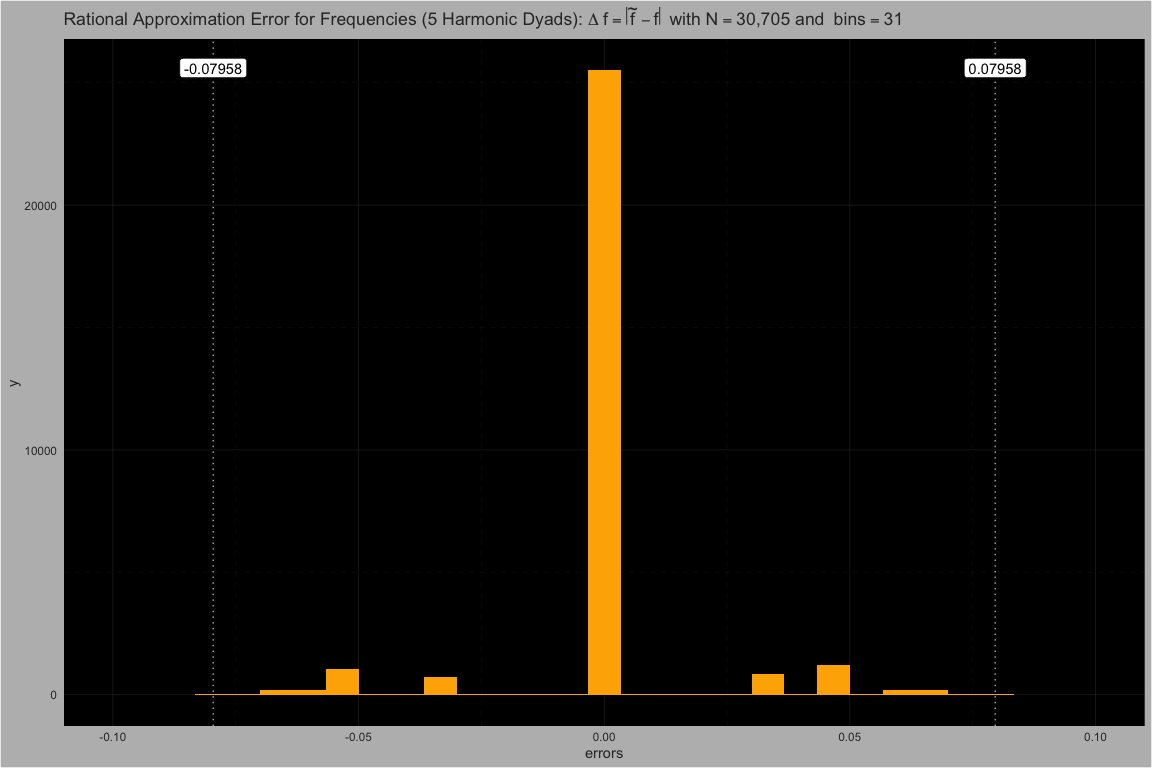 Rational Approximation Error for Frequencies (5 Harmonic Dyads): Δ f = |f̃ − f| with N = 30,705 and bins = 31
-0.07958 0.07958
20000
y
10000
0
-0.10 -0.05 0.00 0.05 0.10
errors